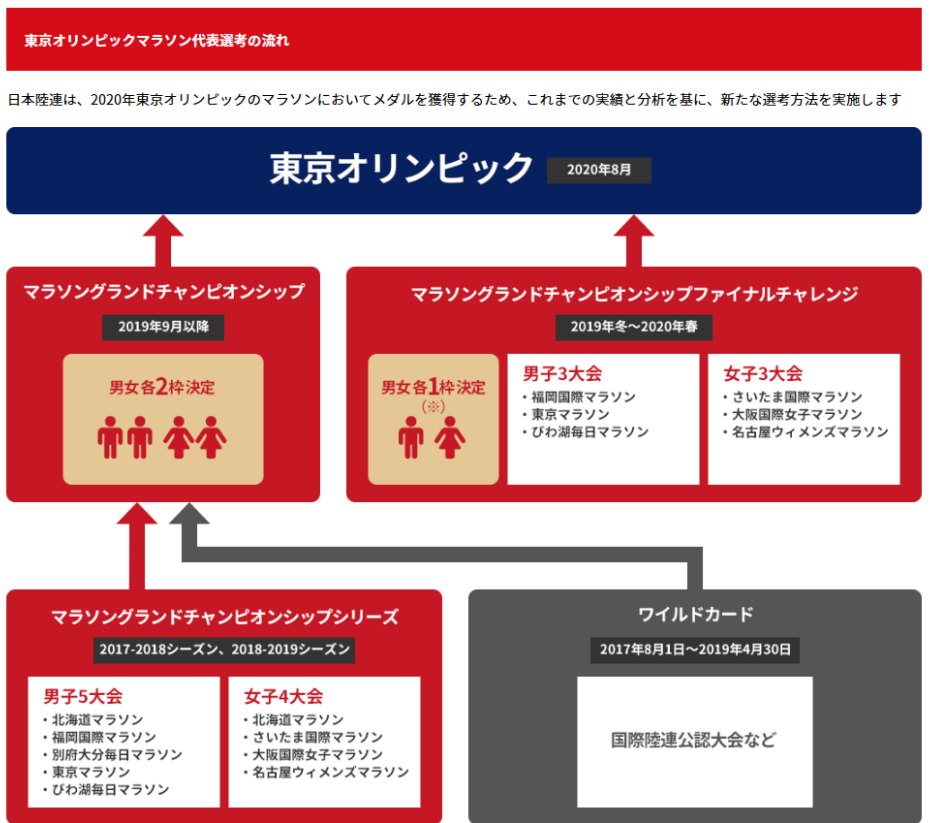 東京オリンピックマラソン代表選考の流れ
日本陸連は、2020年東京オリンピックのマラソンにおいてメダルを獲得するため、これまでの実績と分析を基に、新たな選考方法を実施します
東京オリンピック 2020年8月
マラソングランドチャンピオンシップ
2019年9月以降
男女各2枠決定
マラソングランドチャンピオンシップファイナルチャレンジ
2019年冬〜2020年春
男女各1枠決定
(※)
男子3大会
・福岡国際マラソン
・東京マラソン
・びわ湖毎日マラソン
女子3大会
・さいたま国際マラソン
・大阪国際女子マラソン
・名古屋ウィメンズマラソン
マラソングランドチャンピオンシップシリーズ
2017-2018シーズン、2018-2019シーズン
男子5大会
・北海道マラソン
・福岡国際マラソン
・別府大分毎日マラソン
・東京マラソン
・びわ湖毎日マラソン
女子4大会
・北海道マラソン
・さいたま国際マラソン
・大阪国際女子マラソン
・名古屋ウィメンズマラソン
ワイルドカード
2017年8月1日〜2019年4月30日
国際陸連公認大会など